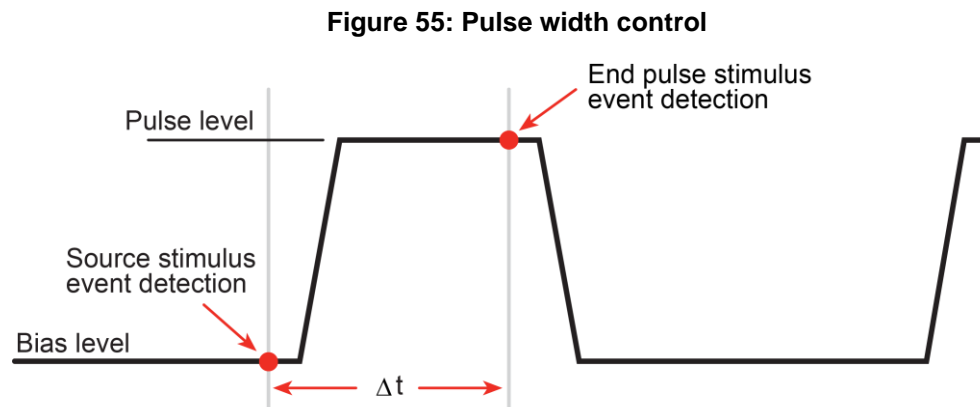 Figure 55: Pulse width control
End pulse stimulus
event detection
Pulse level
Source stimulus
event detection
Bias level
Δt